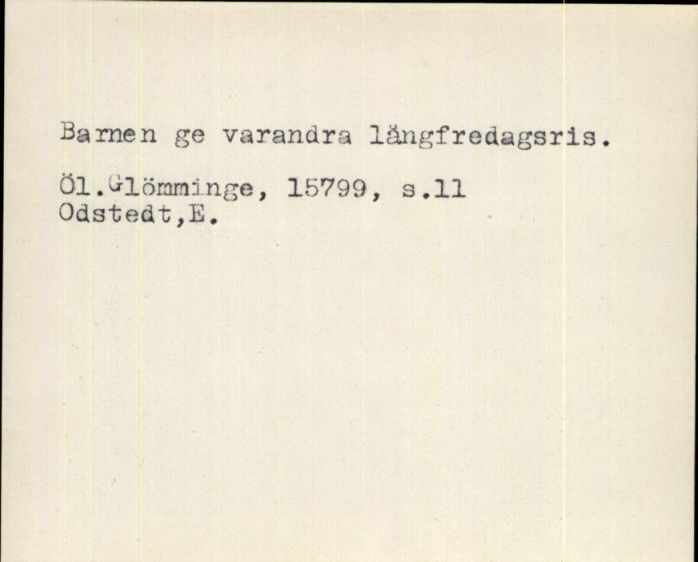 Barnen ge varandra långfredagsris.
Öl.Glömminge, 15799, s.11
Odstedt,E.